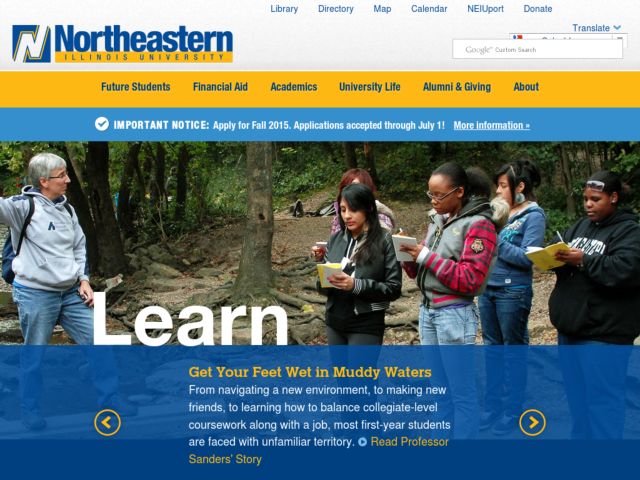 Library Directory Map Calendar NEIUport Donate
Translate
Northeastern
ILLINOIS UNIVERSITY
Google Custom Search
Future Students Financial Aid Academics University Life Alumni & Giving About
IMPORTANT NOTICE: Apply for Fall 2015. Applications accepted through July 1! More information »
Learn
Get Your Feet Wet in Muddy Waters
From navigating a new environment, to making new
friends, to learning how to balance collegiate-level
coursework along with a job, most first-year students
are faced with unfamiliar territory. Read Professor
Sanders' Story